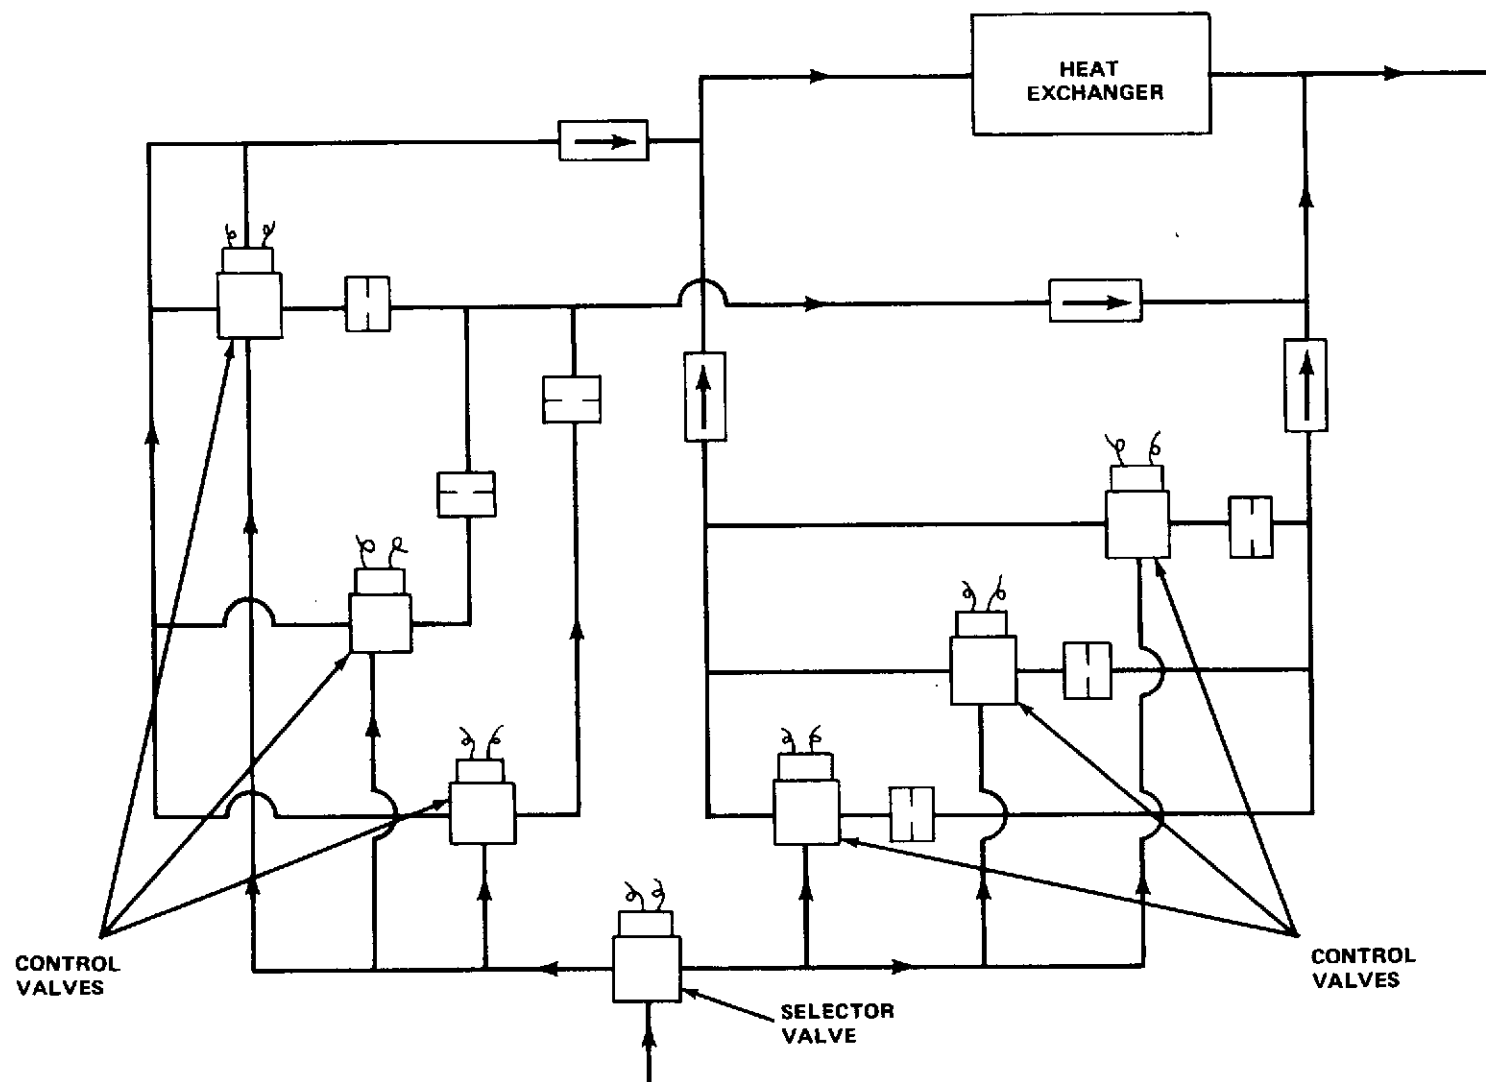 HEAT
EXCHANGER
CONTROL
VALVES
CONTROL
VALVES
SELECTOR
VALVE